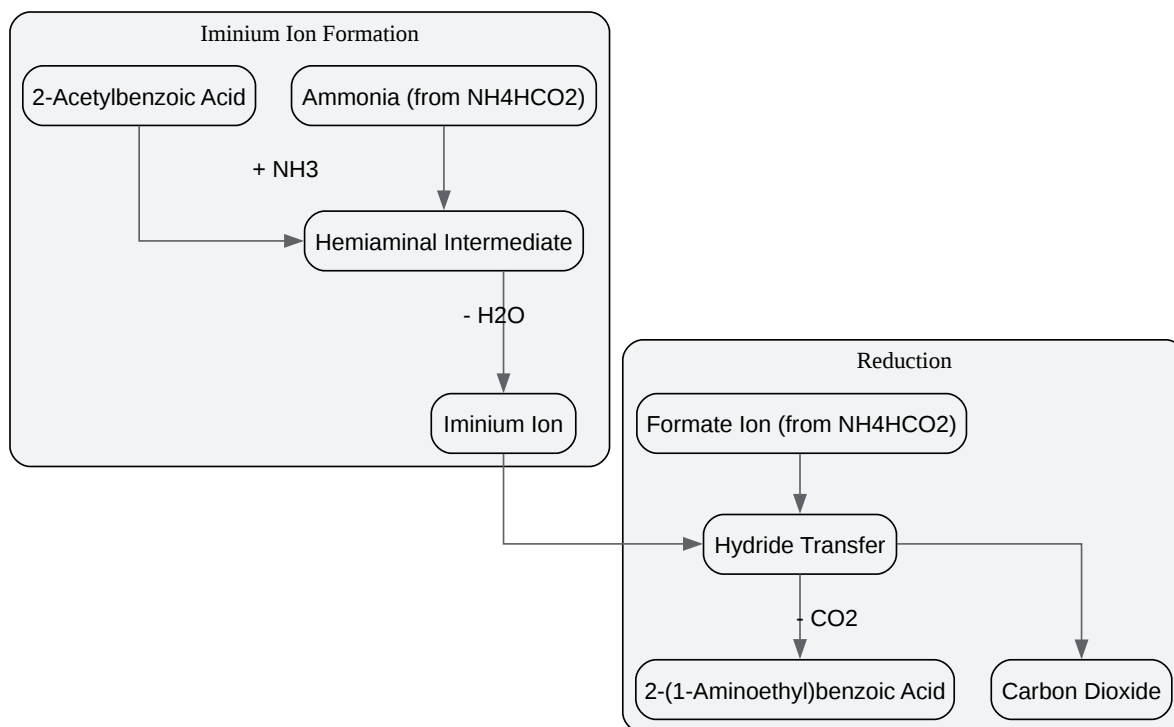 Iminium Ion Formation
2-Acetylbenzoic Acid
Ammonia (from NH4HCO2)
+ NH3
Hemiaminal Intermediate
- H2O
Iminium Ion
Reduction
Formate Ion (from NH4HCO2)
Hydride Transfer
- CO2
2-(1-Aminoethyl)benzoic Acid
Carbon Dioxide